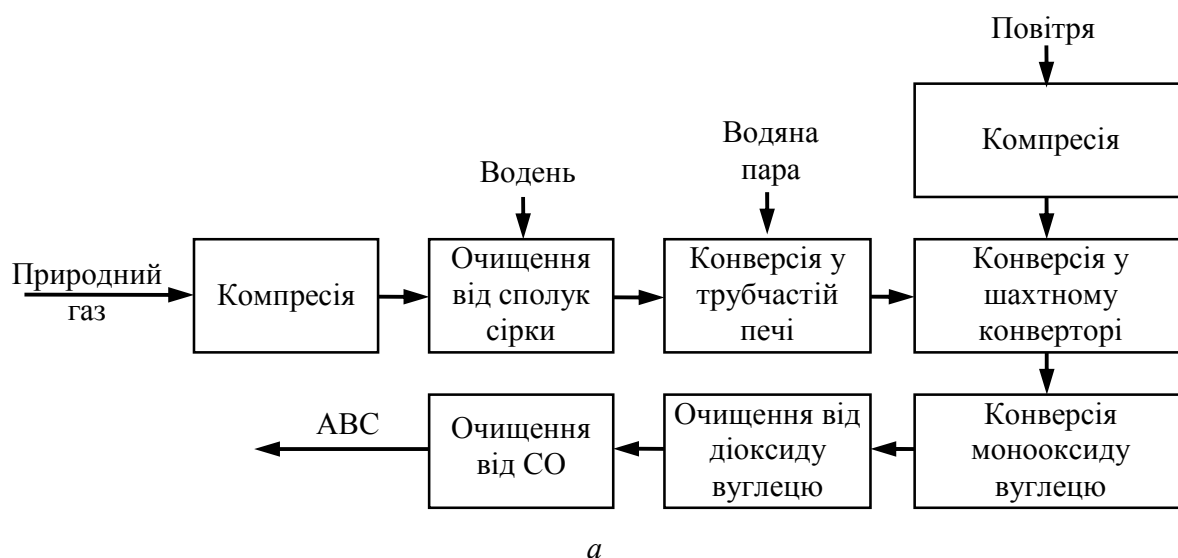 Повітря
Компресія
Водяна
пара
Водень
Природний
газ
Компресія
Очищення
від сполук
сірки
Конверсія у
трубчастій
печі
Конверсія у
шахтному
конверторі
АВС
Очищення
від СО
Очищення від
діоксиду
вуглецю
Конверсія
монооксиду
вуглецю
а